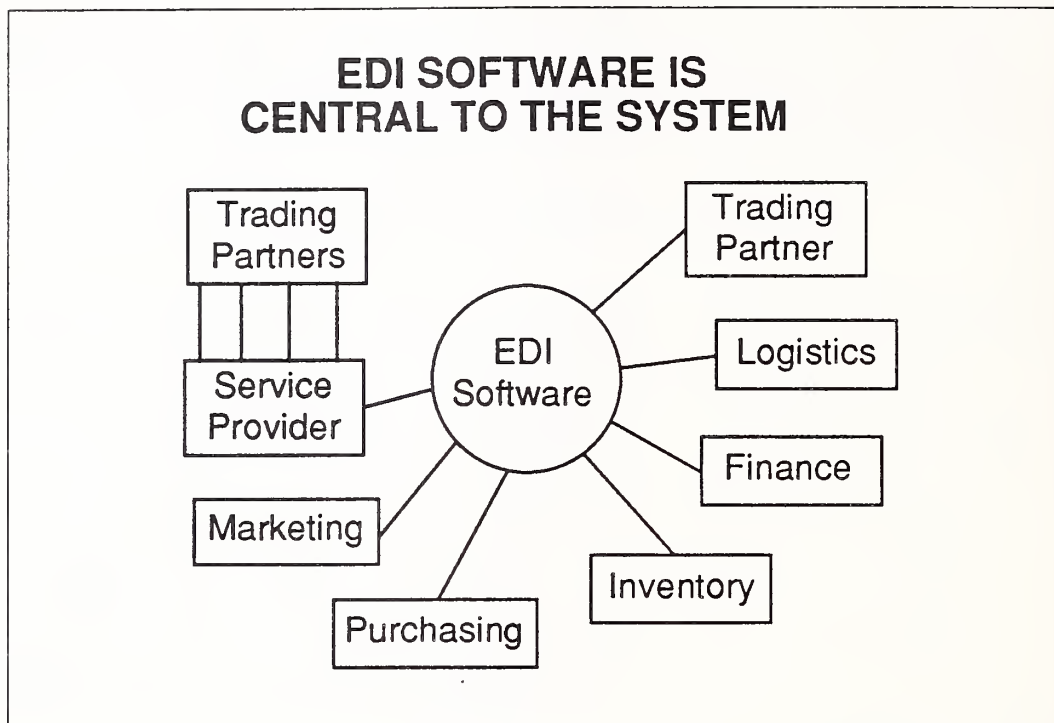 EDI SOFTWARE IS
CENTRAL TO THE SYSTEM
Trading
Partners
Trading
Partner
EDI
Software
Logistics
Service
Provider
Finance
Marketing
Inventory
Purchasing